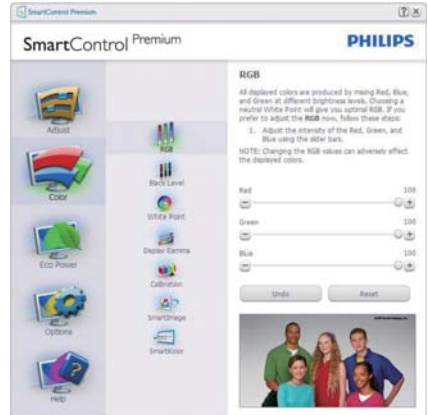 SmartControl Premium
SmartControl Premium
PHILIPS
Adjust
Color
Eco Power
Options
Help
RGB
Black Level
White Point
Display Gamma
Calibration
SmartImage
SmartKolor
RGB
All displayed colors are produced by mixing Red, Blue,
and Green at different brightness levels. Choosing a
neutral White Point will give you optimal RGB. If you
prefer to adjust the RGB now, follow these steps:
1. Adjust the intensity of the Red, Green, and
Blue using the slider bars.
NOTE: Changing the RGB values can adversely affect
the displayed colors.
Red 100
Green 100
Blue 100
Undo Reset